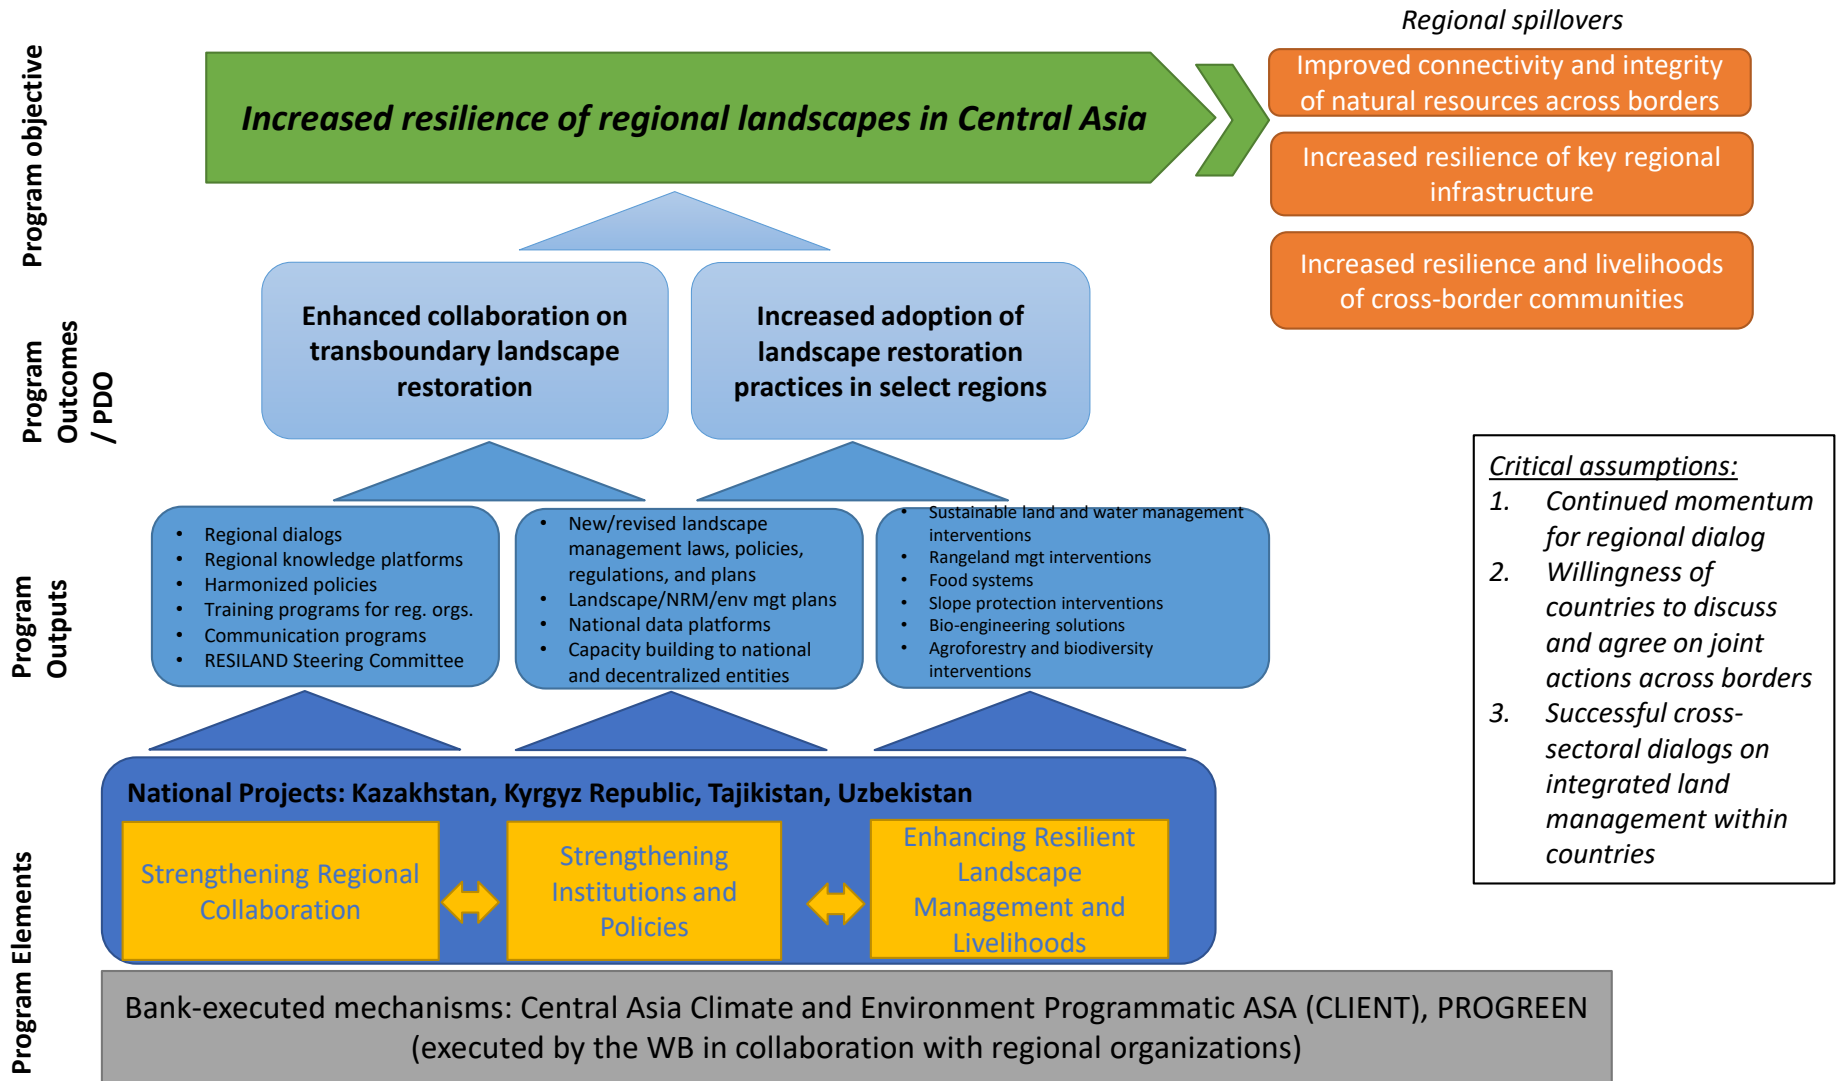 Regional spillovers
Program objective
Increased resilience of regional landscapes in Central Asia
Improved connectivity and integrity
of natural resources across borders
Increased resilience of key regional
infrastructure
Increased resilience and livelihoods
of cross-border communities
Program
Outcomes
/ PDO
Enhanced collaboration on
transboundary landscape
restoration
Increased adoption of
landscape restoration
practices in select regions
Critical assumptions:
1. Continued momentum
for regional dialog
2. Willingness of
countries to discuss
and agree on joint
actions across borders
3. Successful cross-
sectoral dialogs on
integrated land
management within
countries
Program
Outputs
• Regional dialogs
• Regional knowledge platforms
• Harmonized policies
• Training programs for reg. orgs.
• Communication programs
• RESILAND Steering Committee
• New/revised landscape
management laws, policies,
regulations, and plans
• Landscape/NRM/env mgt plans
• National data platforms
• Capacity building to national
and decentralized entities
• Sustainable land and water management
interventions
• Rangeland mgt interventions
• Food systems
• Slope protection interventions
• Bio-engineering solutions
• Agroforestry and biodiversity
interventions
Program Elements
National Projects: Kazakhstan, Kyrgyz Republic, Tajikistan, Uzbekistan
Strengthening Regional
Collaboration
Strengthening
Institutions and
Policies
Enhancing Resilient
Landscape
Management and
Livelihoods
Bank-executed mechanisms: Central Asia Climate and Environment Programmatic ASA (CLIENT), PROGREEN
(executed by the WB in collaboration with regional organizations)